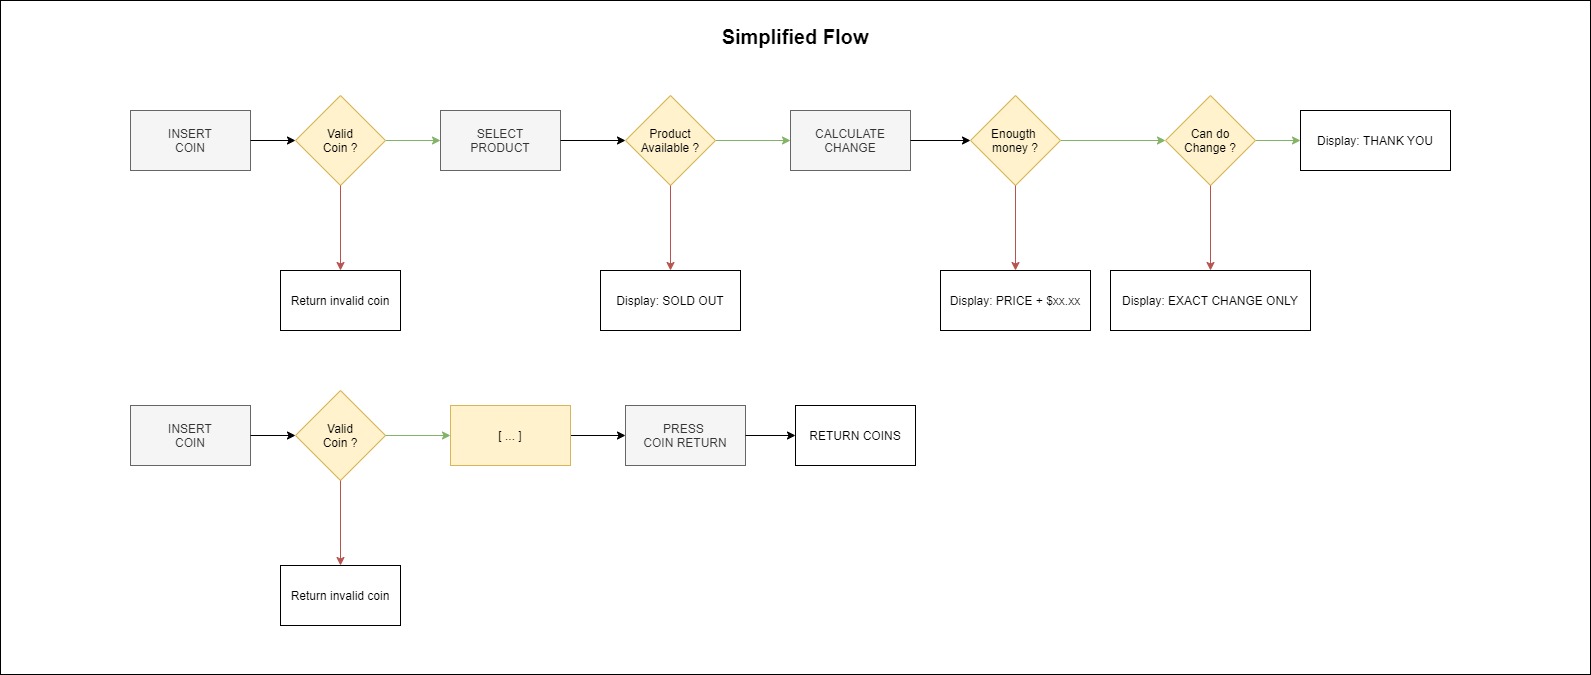 Simplified Flow
INSERT
COIN
Valid
Coin ?
SELECT
PRODUCT
Product
Available ?
CALCULATE
CHANGE
Enougth
money ?
Can do
Change ?
Display: THANK YOU
Return invalid coin
Display: SOLD OUT
Display: PRICE + $xx.xx
Display: EXACT CHANGE ONLY
INSERT
COIN
Valid
Coin ?
[ ... ]
PRESS
COIN RETURN
RETURN COINS
Return invalid coin